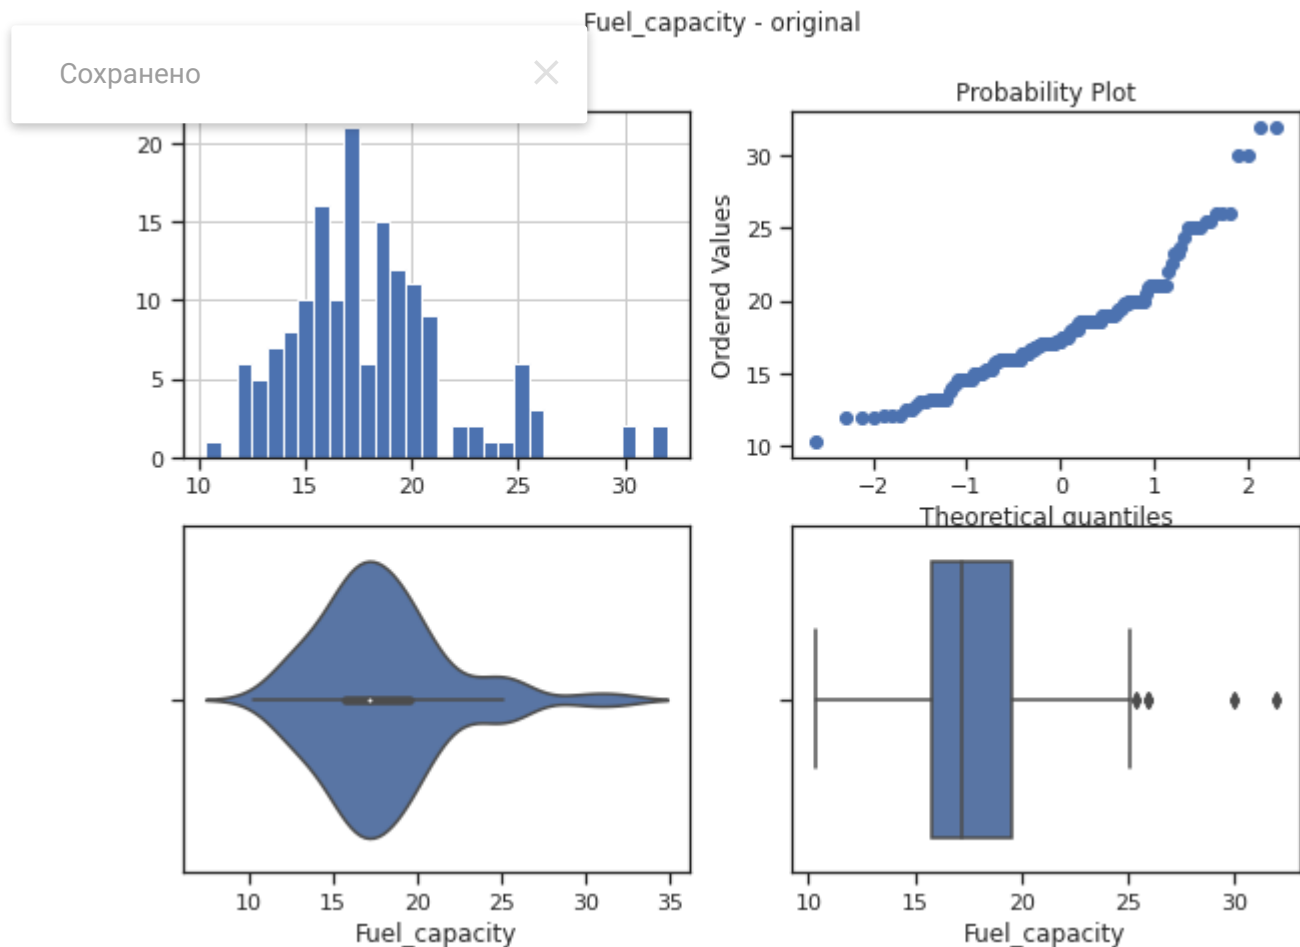 Fuel_capacity - original
Сохранено
Probability Plot
20
15
10
5
0
10 15 20 25 30
Ordered Values
30
25
20
15
10
−2 −1 0 1 2
Theoretical quantiles
10 15 20 25 30 35
Fuel_capacity
10 15 20 25 30
Fuel_capacity